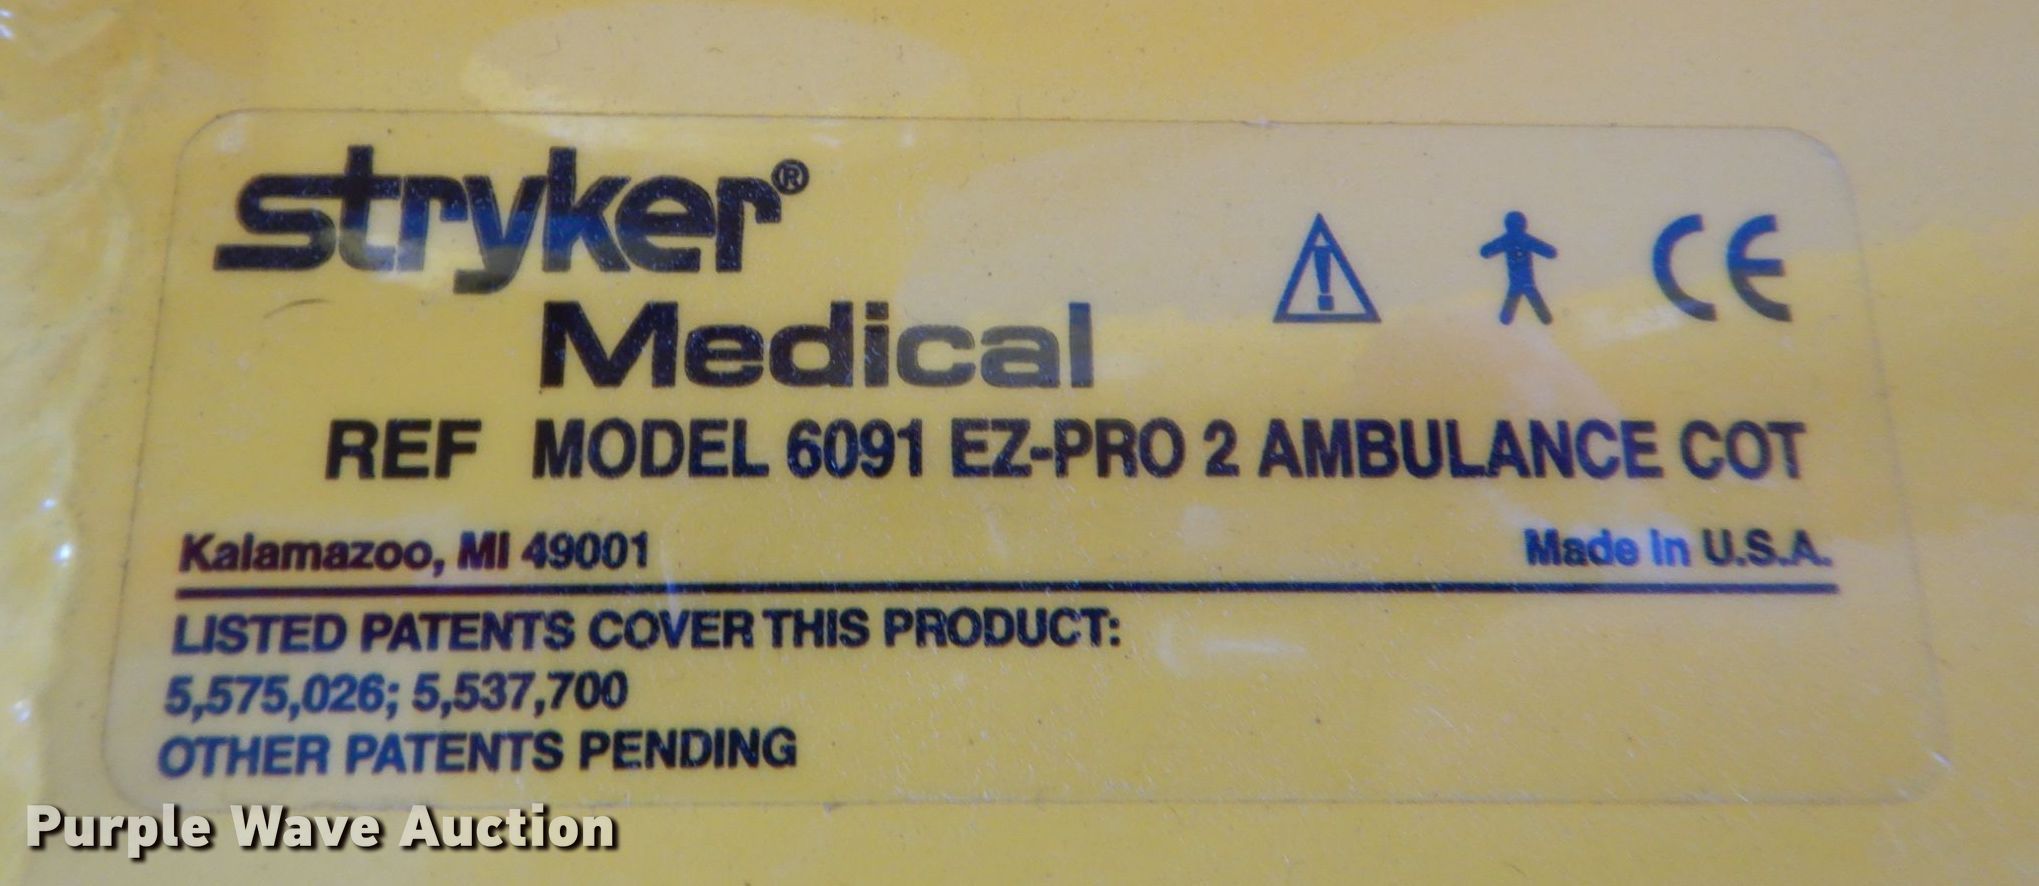 stryker®
Medical
CE
REF MODEL 6091 EZ-PRO 2 AMBULANCE COT
Kalamazoo, MI 49001 Made in U.S.A.
LISTED PATENTS COVER THIS PRODUCT:
5,575,026; 5,537,700
OTHER PATENTS PENDING
Purple Wave Auction